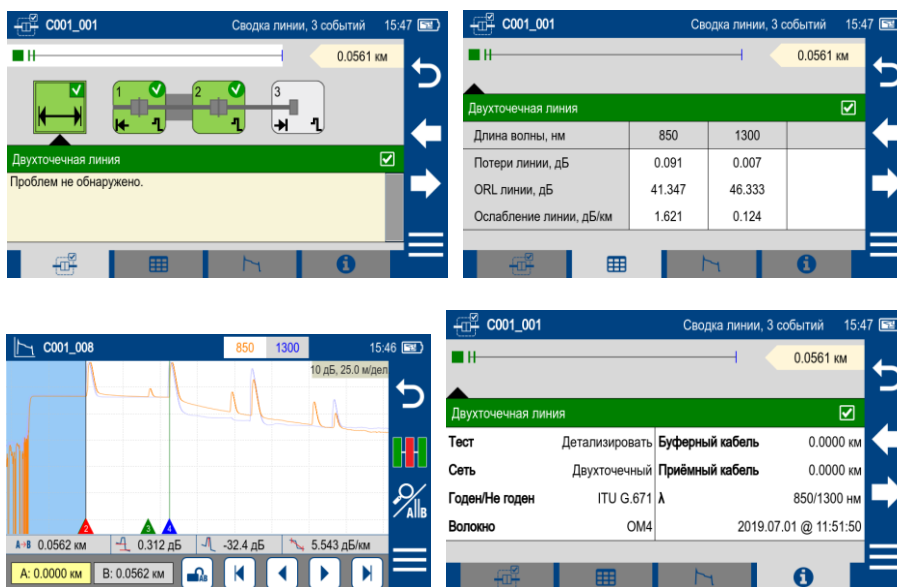 C001_001 Сводка линии, 3 событий 15:47
0.0561 км
1 2 3
Двухточечная линия
Проблем не обнаружено.
C001_001 Сводка линии, 3 событий 15:47
0.0561 км
Двухточечная линия
Длина волны, нм 850 1300
Потери линии, дБ 0.091 0.007
ORL линии, дБ 41.347 46.333
Ослабление линии, дБ/км 1.621 0.124
C001_008 850 1300 15:46
10 дБ, 25.0 м/дел
2 3 4
A→B 0.0562 км 0.312 дБ -32.4 дБ 5.543 дБ/км
A: 0.0000 км B: 0.0562 км
C001_001 Сводка линии, 3 событий 15:47
0.0561 км
Двухточечная линия
Тест Детализировать Буферный кабель 0.0000 км
Сеть Двухточечный Приёмный кабель 0.0000 км
Годен/Не годен ITU G.671 λ 850/1300 нм
Волокно OM4 2019.07.01 @ 11:51:50